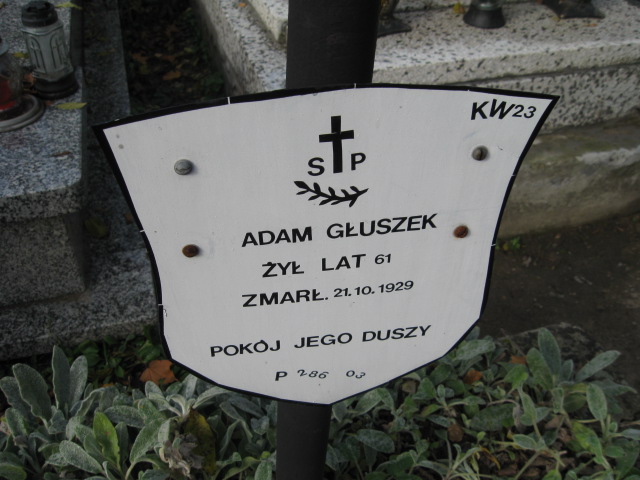 KW23
S P
ADAM GŁUSZEK
ŻYŁ LAT 61
ZMARŁ. 21.10.1929
POKÓJ JEGO DUSZY
P 286 03